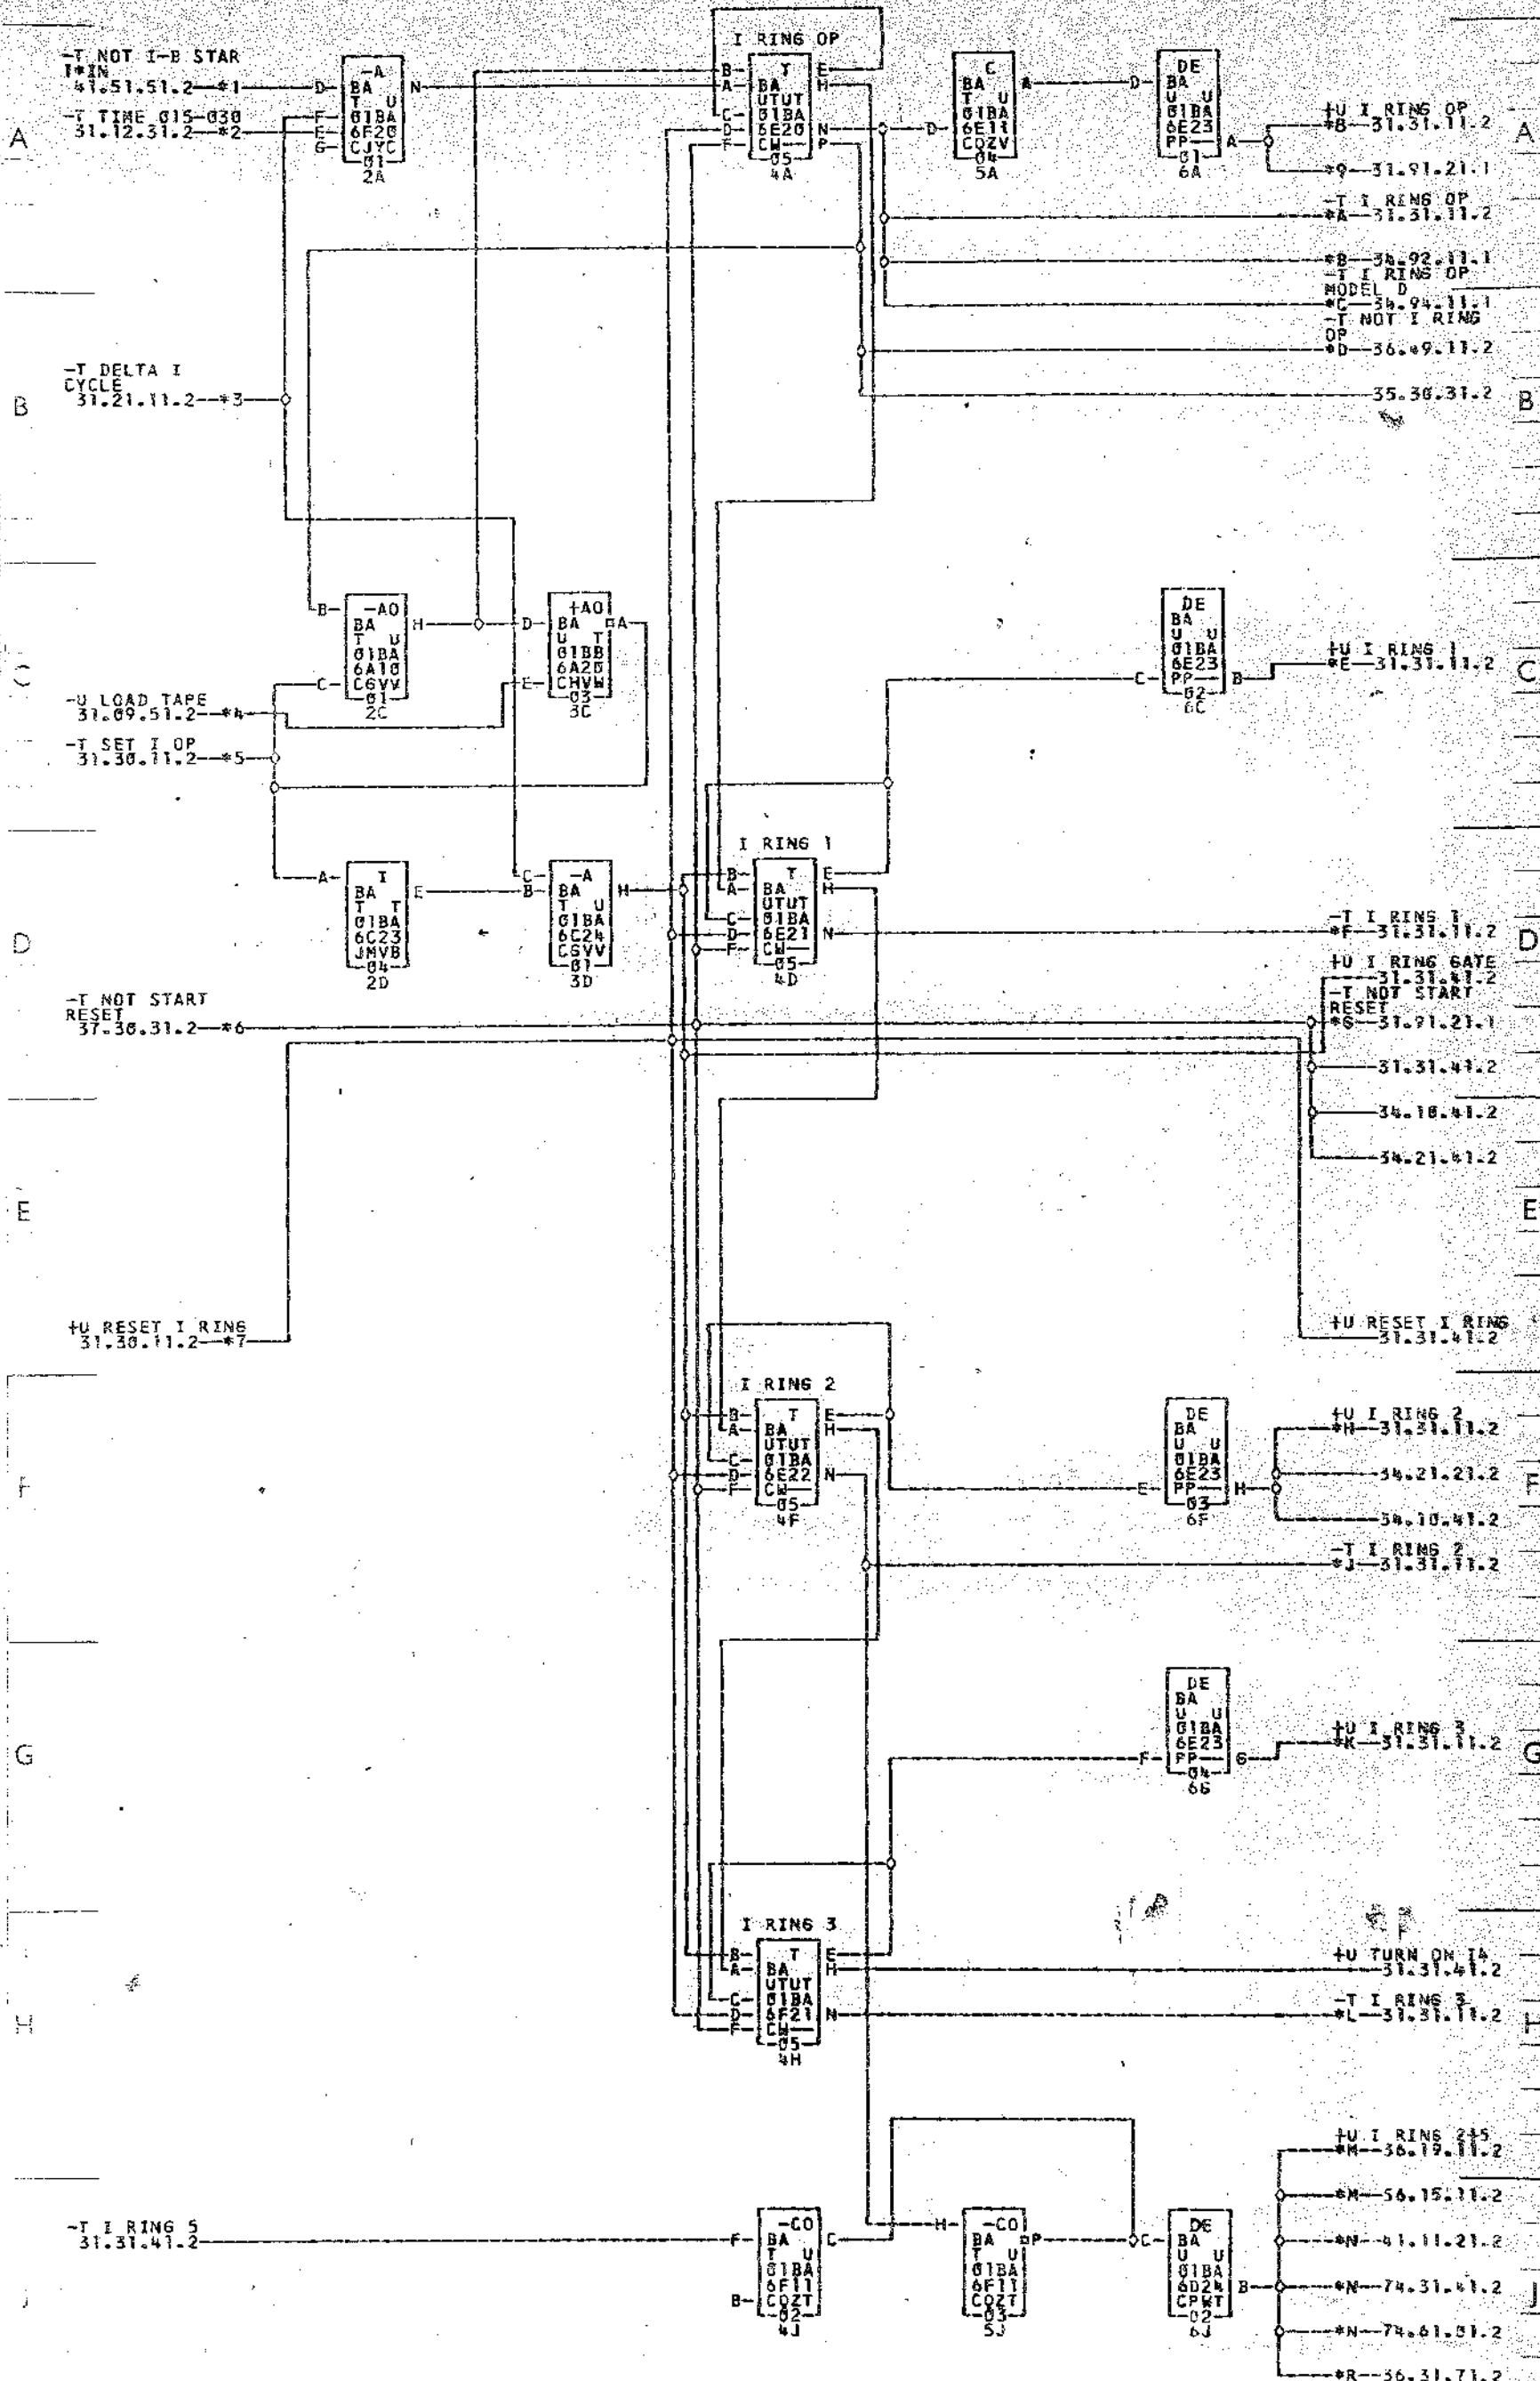 -T NOT I-B STAR
T*IN
41.51.51.2--*1
-T TIME 015-030
31.12.31.2--*2
D- -A N
BA
T U
01BA
F- 6F20
E-
G- CJYC
01
2A
I RING OP
B- T E
A- BA H
UTUT
C- 01BA
D- 6E20 N
F- CW-- P
05
4A
C
BA A
T U
01BA
D- 6E11
CQZV
04
5A
DE
D- BA
U U
01BA
6E23
PP-- A
01
6A
+U I RING OP
*8--31.31.11.2
*9--31.91.21.1
-T I RING OP
*A--31.31.11.2
*B--34.92.11.1
-T I RING OP
MODEL D
*C--34.94.11.1
-T NOT I RING
OP
*D--36.49.11.2
35.30.31.2
A
A
-T DELTA I
CYCLE
31.21.11.2--*3
B
B
B- -AO
BA H
T U
01BA
6A10
C- CGVV
01
2C
+AO
D- BA A
U T
01BB
6A20
E- CHVW
03
3C
DE
BA
U U
01BA
6E23
C- PP-- B
02
6C
+U I RING 1
*E--31.31.11.2
C
C
-U LOAD TAPE
31.09.51.2--*4
-T SET I OP
31.30.11.2--*5
A- I
BA E
T T
01BA
6C23
JMVB
04
2D
C- -A
B- BA H
T U
01BA
6C24
CGVV
01
3D
I RING 1
B- T E
A- BA H
UTUT
C- 01BA
D- 6E21 N
F- CW--
05
4D
-T I RING 1
*F--31.31.11.2
+U I RING GATE
31.31.41.2
-T NOT START
RESET
*G--31.91.21.1
31.31.41.2
34.10.41.2
34.21.41.2
D
D
-T NOT START
RESET
37.30.31.2--*6
E
E
+U RESET I RING
31.30.11.2--*7
+U RESET I RING
31.31.41.2
I RING 2
B- T E
A- BA H
UTUT
C- 01BA
D- 6E22 N
F- CW--
05
4F
DE
BA
U U
01BA
6E23
E- PP-- H
03
6F
+U I RING 2
*H--31.31.11.2
34.21.21.2
34.10.41.2
-T I RING 2
*J--31.31.11.2
F
F
DE
BA
U U
01BA
6E23
F- PP-- G
04
6G
+U I RING 3
*K--31.31.11.2
G
G
I RING 3
B- T E
A- BA H
UTUT
C- 01BA
D- 6F21 N
F- CW--
05
4H
+U TURN ON I4
31.31.41.2
-T I RING 3
*L--31.31.11.2
H
H
-T I RING 5
31.31.41.2
F- -CO
BA C
T U
01BA
6F11
B- CQZT
02
4J
H- -CO
BA P
T U
01BA
6F11
CQZT
03
5J
DE
C- BA
U U
01BA
6D24 B
CPWT
02
6J
+U I RING 2+5
*M--36.19.11.2
*M--56.15.11.2
*N--41.11.21.2
*N--74.31.41.2
*N--74.61.01.2
*R--36.31.71.2
J
J